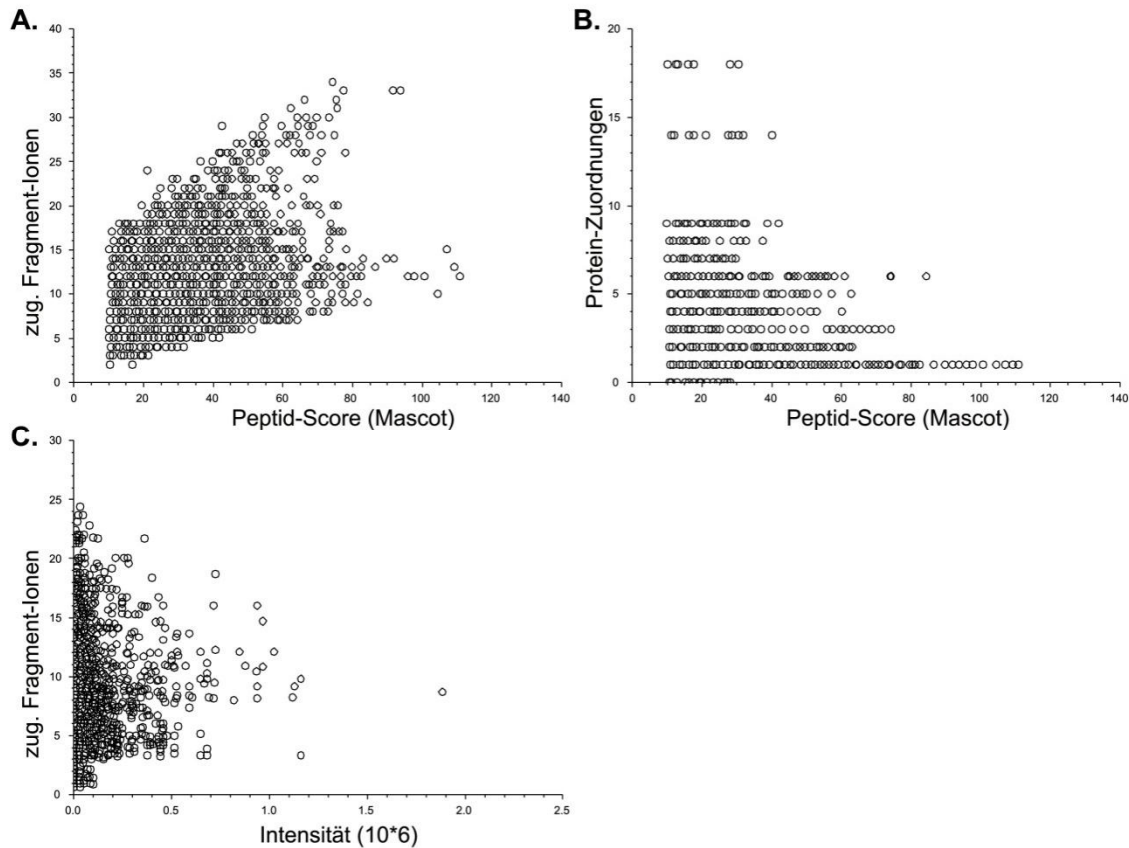 A.
40
35
30
25
20
15
10
5
0
zug. Fragment-Ionen
0 20 40 60 80 100 120 140
Peptid-Score (Mascot)
B.
20
15
10
5
0
Protein-Zuordnungen
0 20 40 60 80 100 120 140
Peptid-Score (Mascot)
C.
30
25
20
15
10
5
0
zug. Fragment-Ionen
0.0 0.5 1.0 1.5 2.0 2.5
Intensität (10*6)